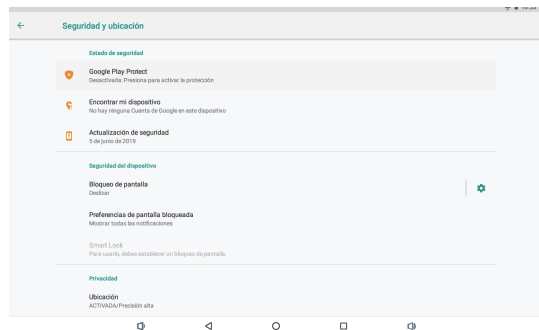 Seguridad y ubicación
Estado de seguridad
Google Play Protect
Desactivada: Presiona para activar la protección
Encontrar mi dispositivo
No hay ninguna Cuenta de Google en este dispositivo
Actualización de seguridad
5 de junio de 2019
Seguridad del dispositivo
Bloqueo de pantalla
Deslizar
Preferencias de pantalla bloqueada
Mostrar todas las notificaciones
Smart Lock
Para usarlo, debes establecer un bloqueo de pantalla.
Privacidad
Ubicación
ACTIVADA/Precisión alta